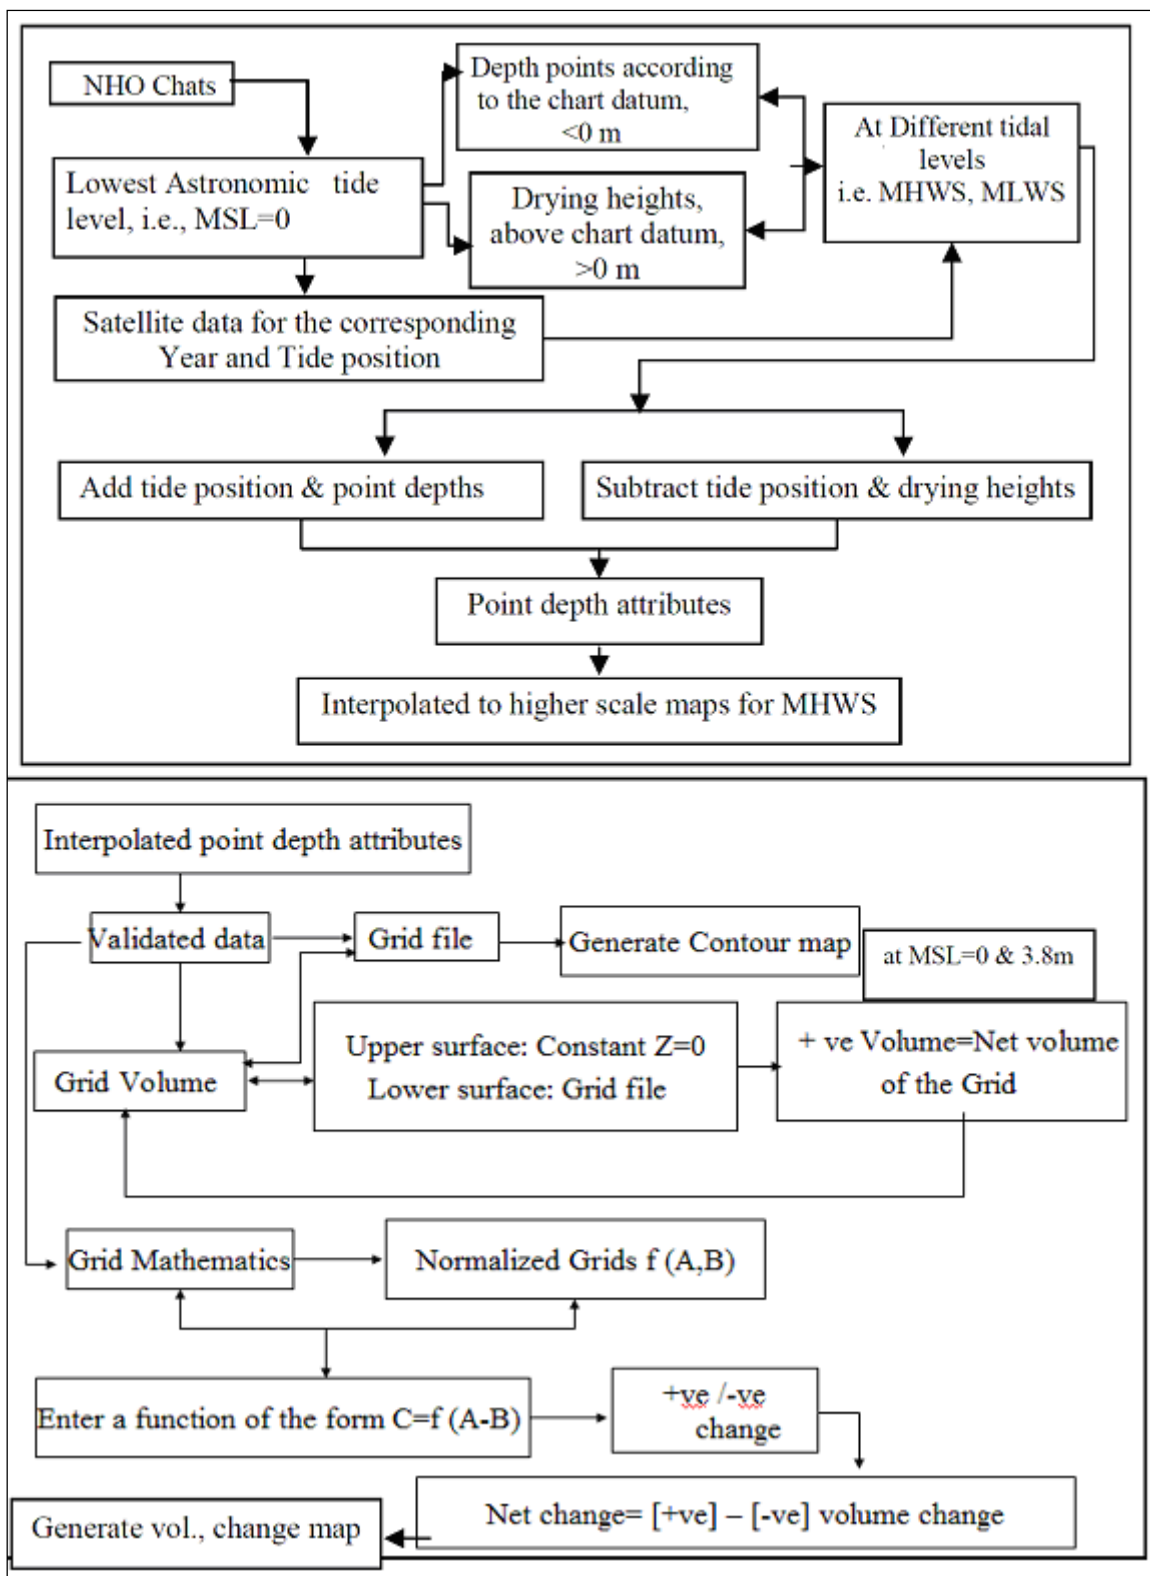 NHO Chats
Depth points according
to the chart datum,
<0 m
At Different tidal
levels
i.e. MHWS, MLWS
Lowest Astronomic tide
level, i.e., MSL=0
Drying heights,
above chart datum,
>0 m
Satellite data for the corresponding
Year and Tide position
Add tide position & point depths
Subtract tide position & drying heights
Point depth attributes
Interpolated to higher scale maps for MHWS
Interpolated point depth attributes
Validated data
Grid file
Generate Contour map
at MSL=0 & 3.8m
Grid Volume
Upper surface: Constant Z=0
Lower surface: Grid file
+ ve Volume=Net volume
of the Grid
Grid Mathematics
Normalized Grids f (A,B)
Enter a function of the form C=f (A-B)
+ve /-ve
change
Net change= [+ve] – [-ve] volume change
Generate vol., change map